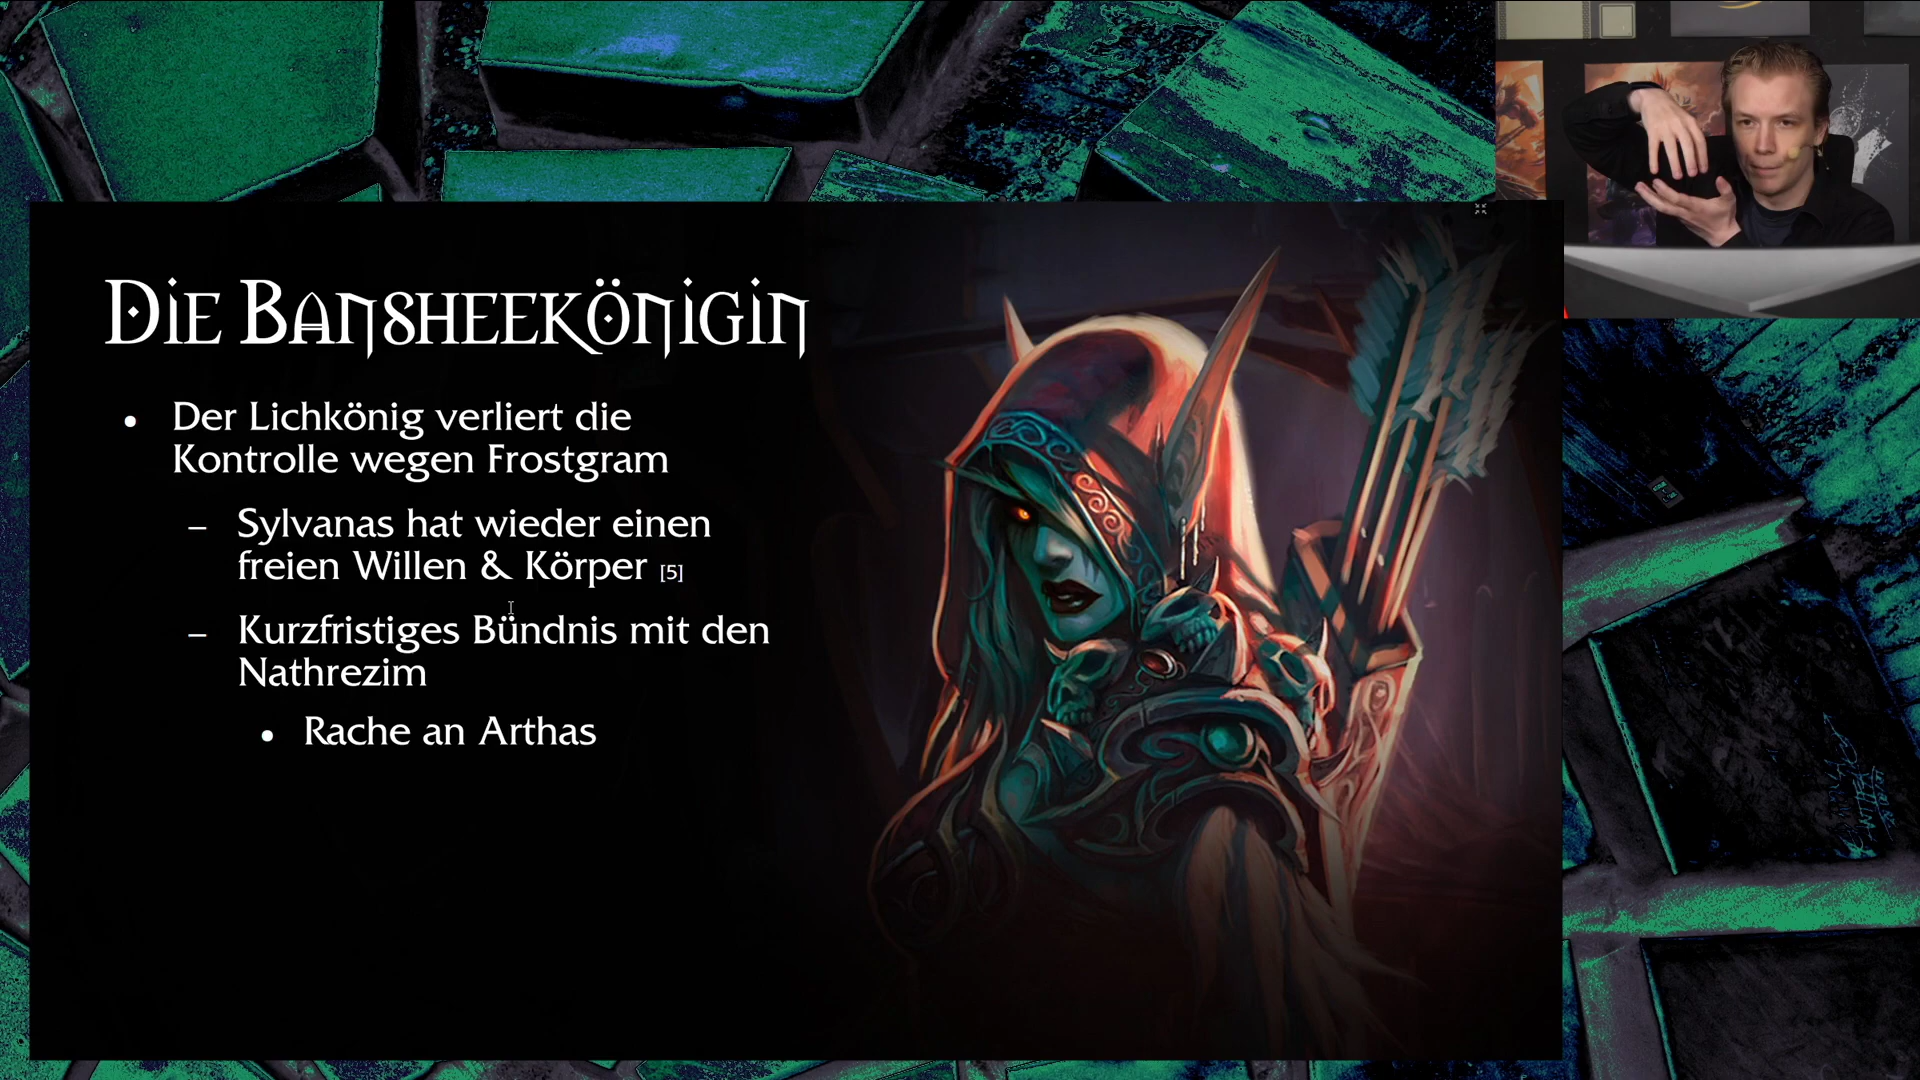 Die Bansheekönigin
• Der Lichkönig verliert die
Kontrolle wegen Frostgram
– Sylvanas hat wieder einen
freien Willen & Körper [5]
– Kurzfristiges Bündnis mit den
Nathrezim
• Rache an Arthas